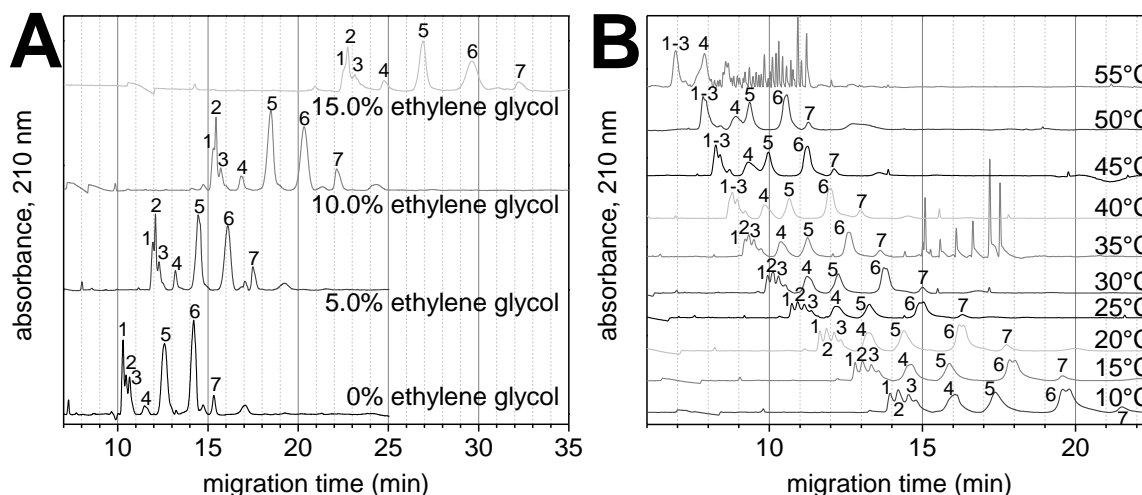 A
absorbance, 210 nm
1 2 3 4 5 6 7
15.0% ethylene glycol
1 2 3 4 5 6 7
10.0% ethylene glycol
1 2 3 4 5 6 7
5.0% ethylene glycol
1 2 3 4 5 6 7
0% ethylene glycol
10 15 20 25 30 35
migration time (min)
B
absorbance, 210 nm
1-3 4 55°C
1-3 4 5 6 7 50°C
1-3 4 5 6 7 45°C
1-3 4 5 6 7 40°C
1 2 3 4 5 6 7 35°C
1 2 3 4 5 6 7 30°C
1 2 3 4 5 6 7 25°C
1 2 3 4 5 6 7 20°C
1 2 3 4 5 6 7 15°C
1 2 3 4 5 6 7 10°C
10 15 20
migration time (min)